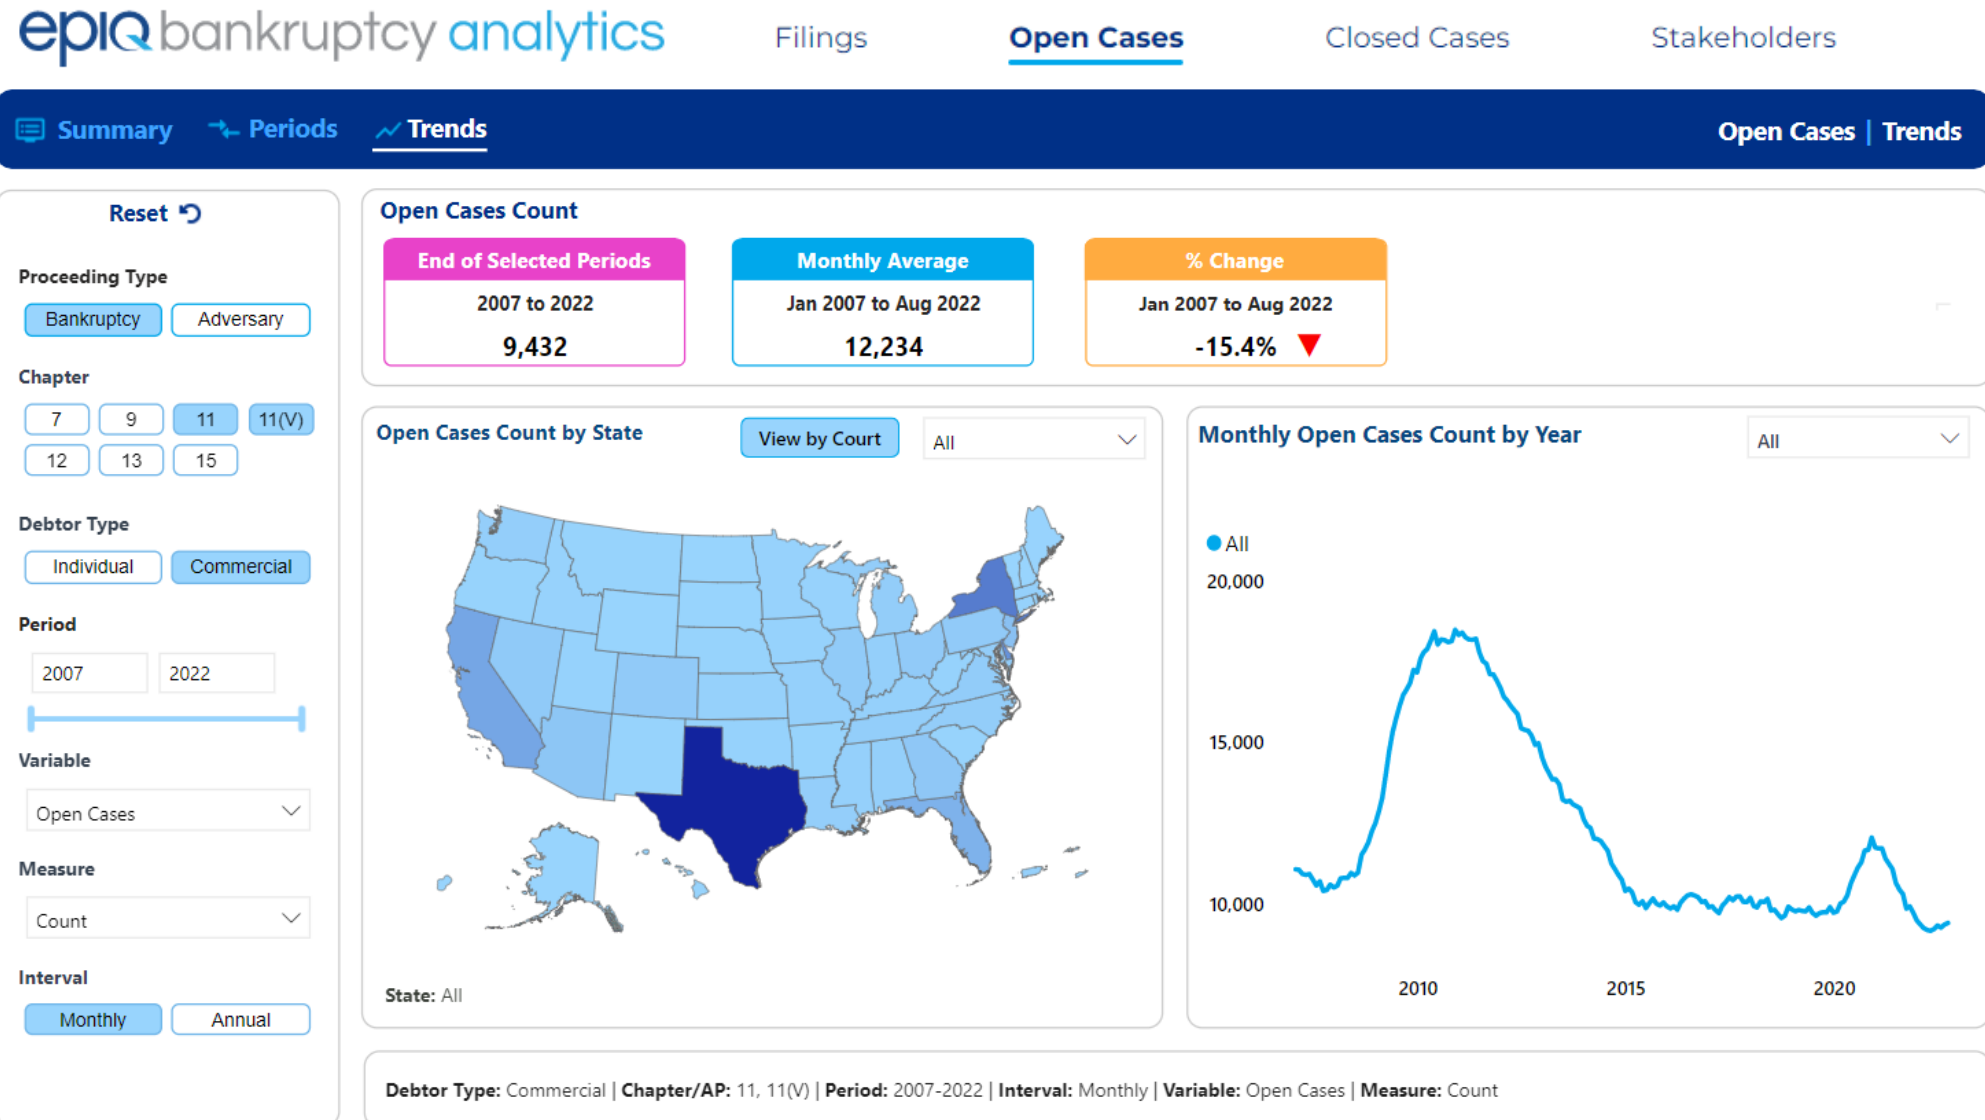 epiq bankruptcy analytics
Filings
Open Cases
Closed Cases
Stakeholders
Summary
Periods
Trends
Open Cases | Trends
Reset
Proceeding Type
Bankruptcy
Adversary
Chapter
7
9
11
11(V)
12
13
15
Debtor Type
Individual
Commercial
Period
2007
2022
Variable
Open Cases
Measure
Count
Interval
Monthly
Annual
Open Cases Count
End of Selected Periods
2007 to 2022
9,432
Monthly Average
Jan 2007 to Aug 2022
12,234
% Change
Jan 2007 to Aug 2022
-15.4%
Open Cases Count by State
View by Court
All
State: All
Monthly Open Cases Count by Year
All
All
20,000
15,000
10,000
2010
2015
2020
Debtor Type: Commercial | Chapter/AP: 11, 11(V) | Period: 2007-2022 | Interval: Monthly | Variable: Open Cases | Measure: Count